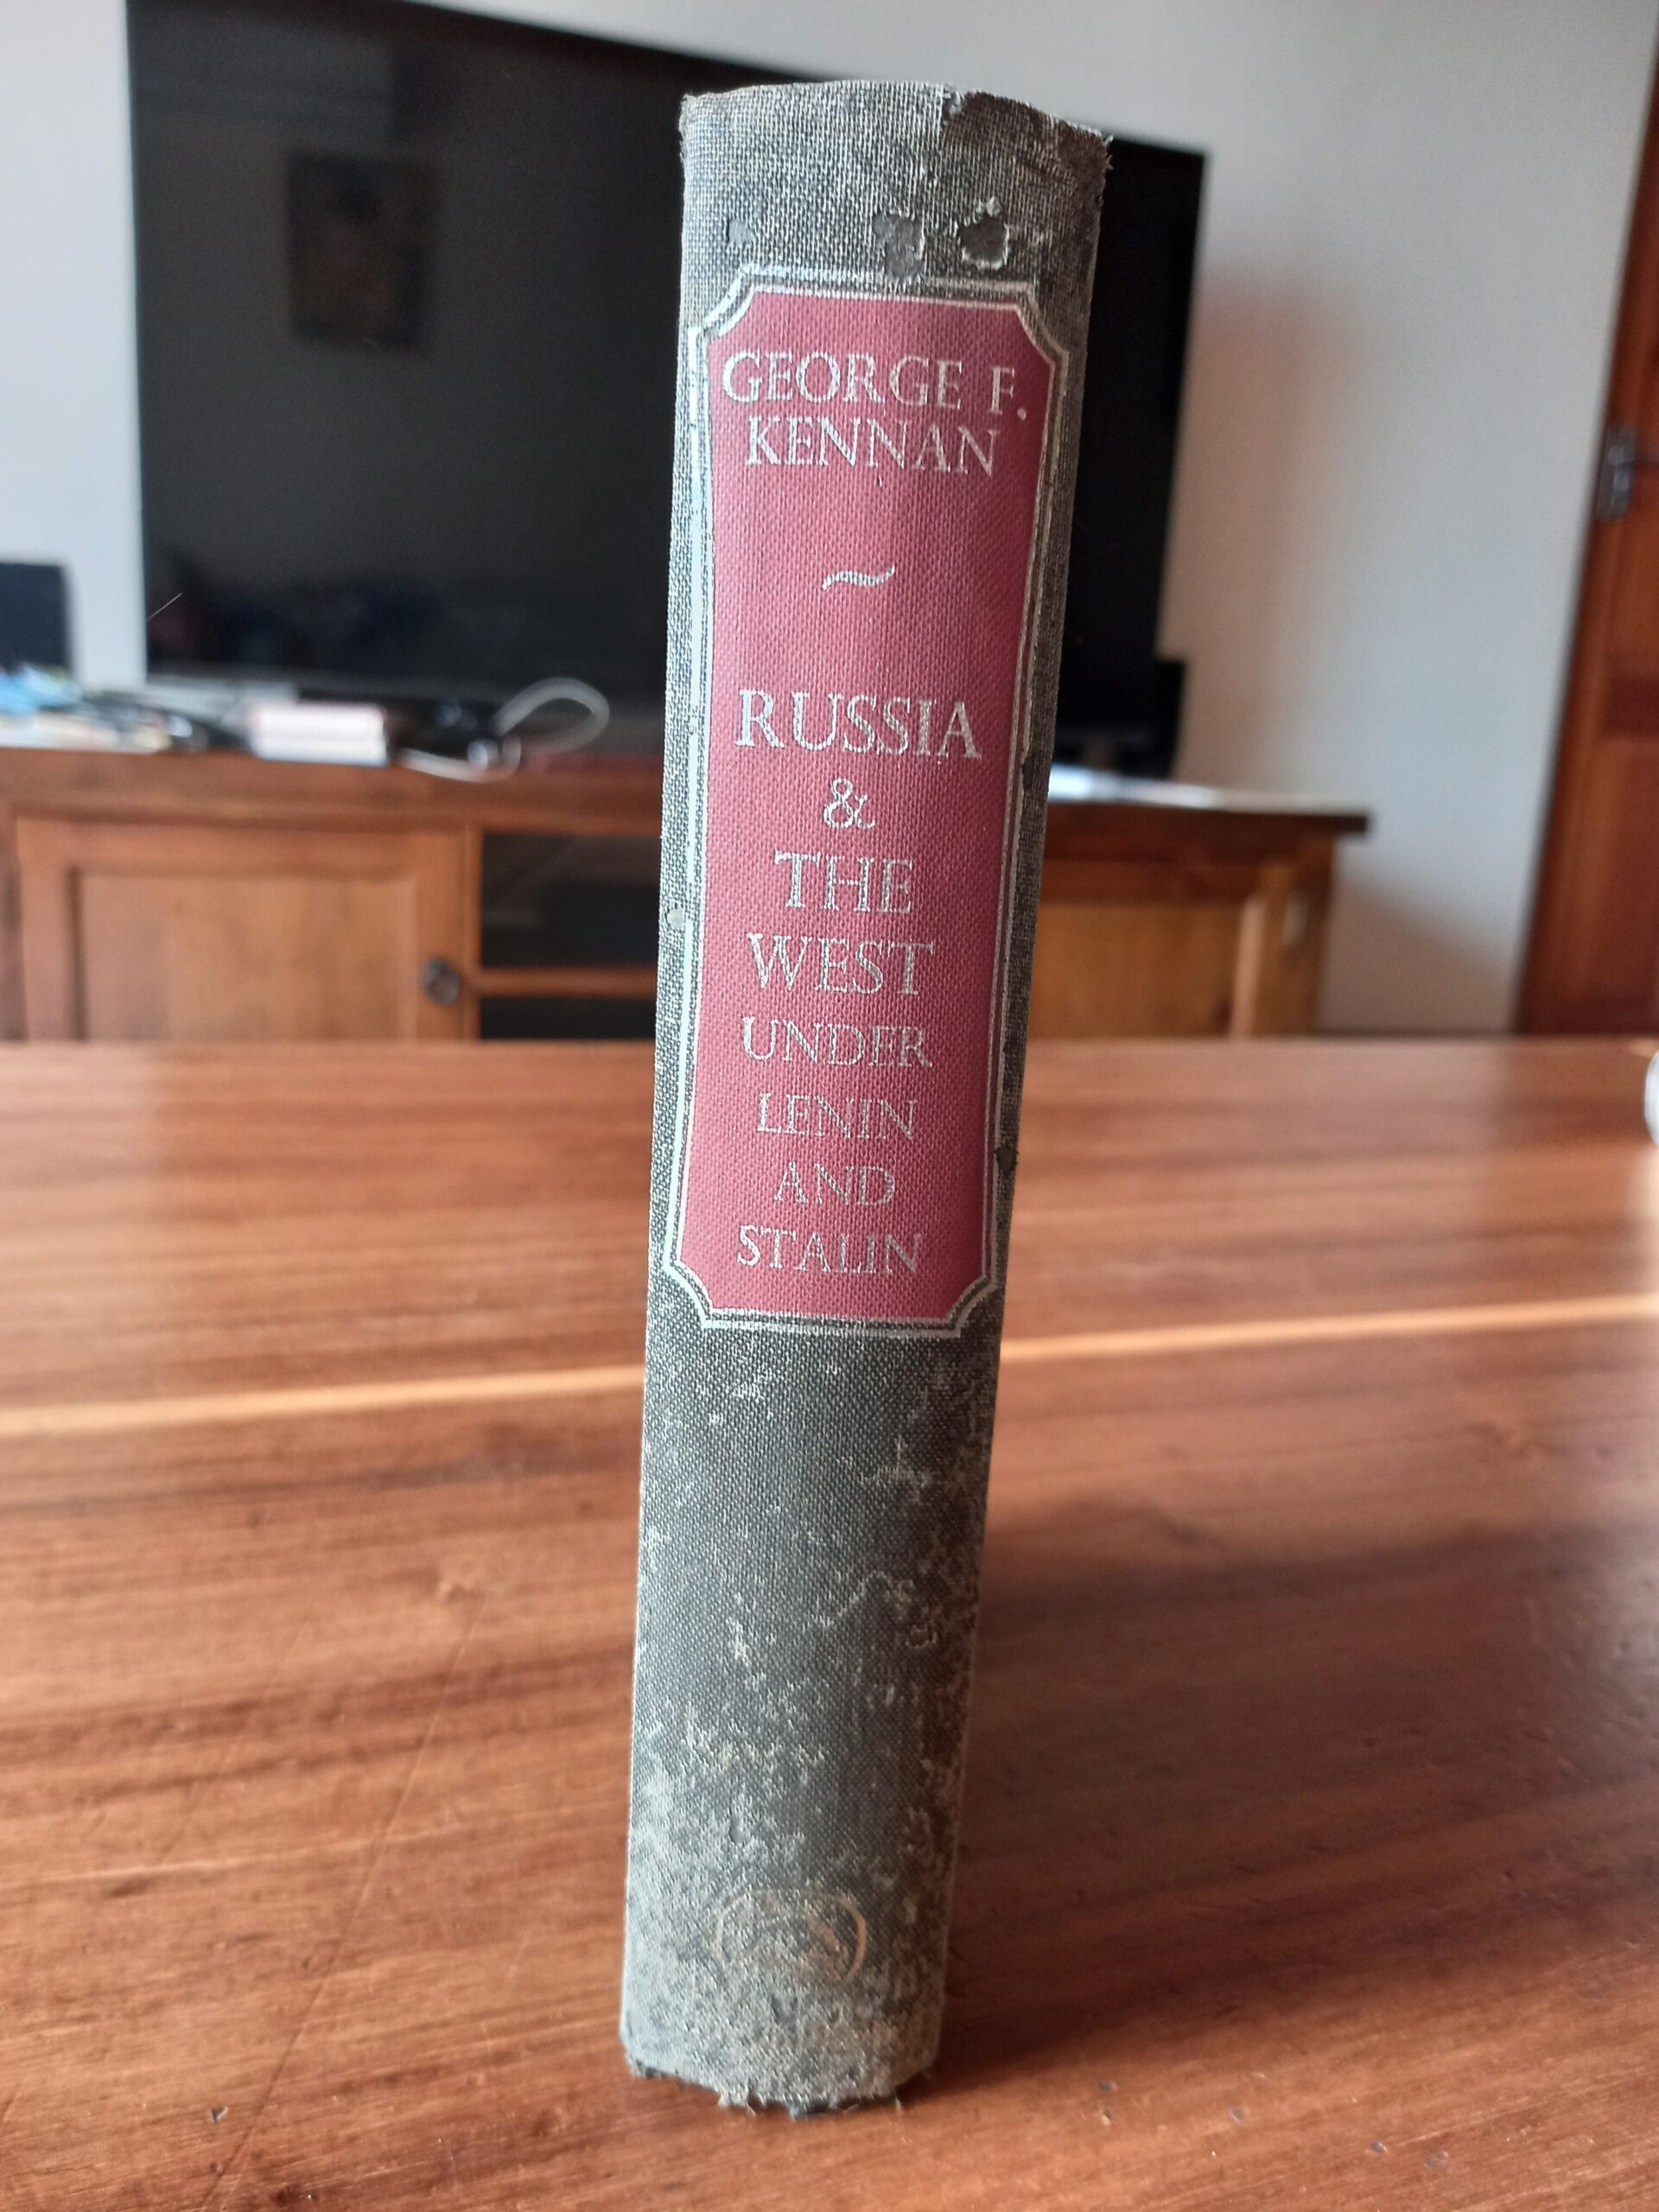 GEORGE F.
KENNAN
~
RUSSIA
&
THE
WEST
UNDER
LENIN
AND
STALIN